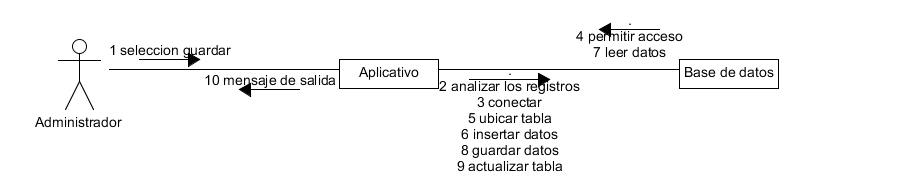 4 permitir acceso
7 leer datos
1 seleccion guardar
10 mensaje de salida
Aplicativo
Base de datos
2 analizar los registros
3 conectar
5 ubicar tabla
6 insertar datos
8 guardar datos
9 actualizar tabla
Administrador